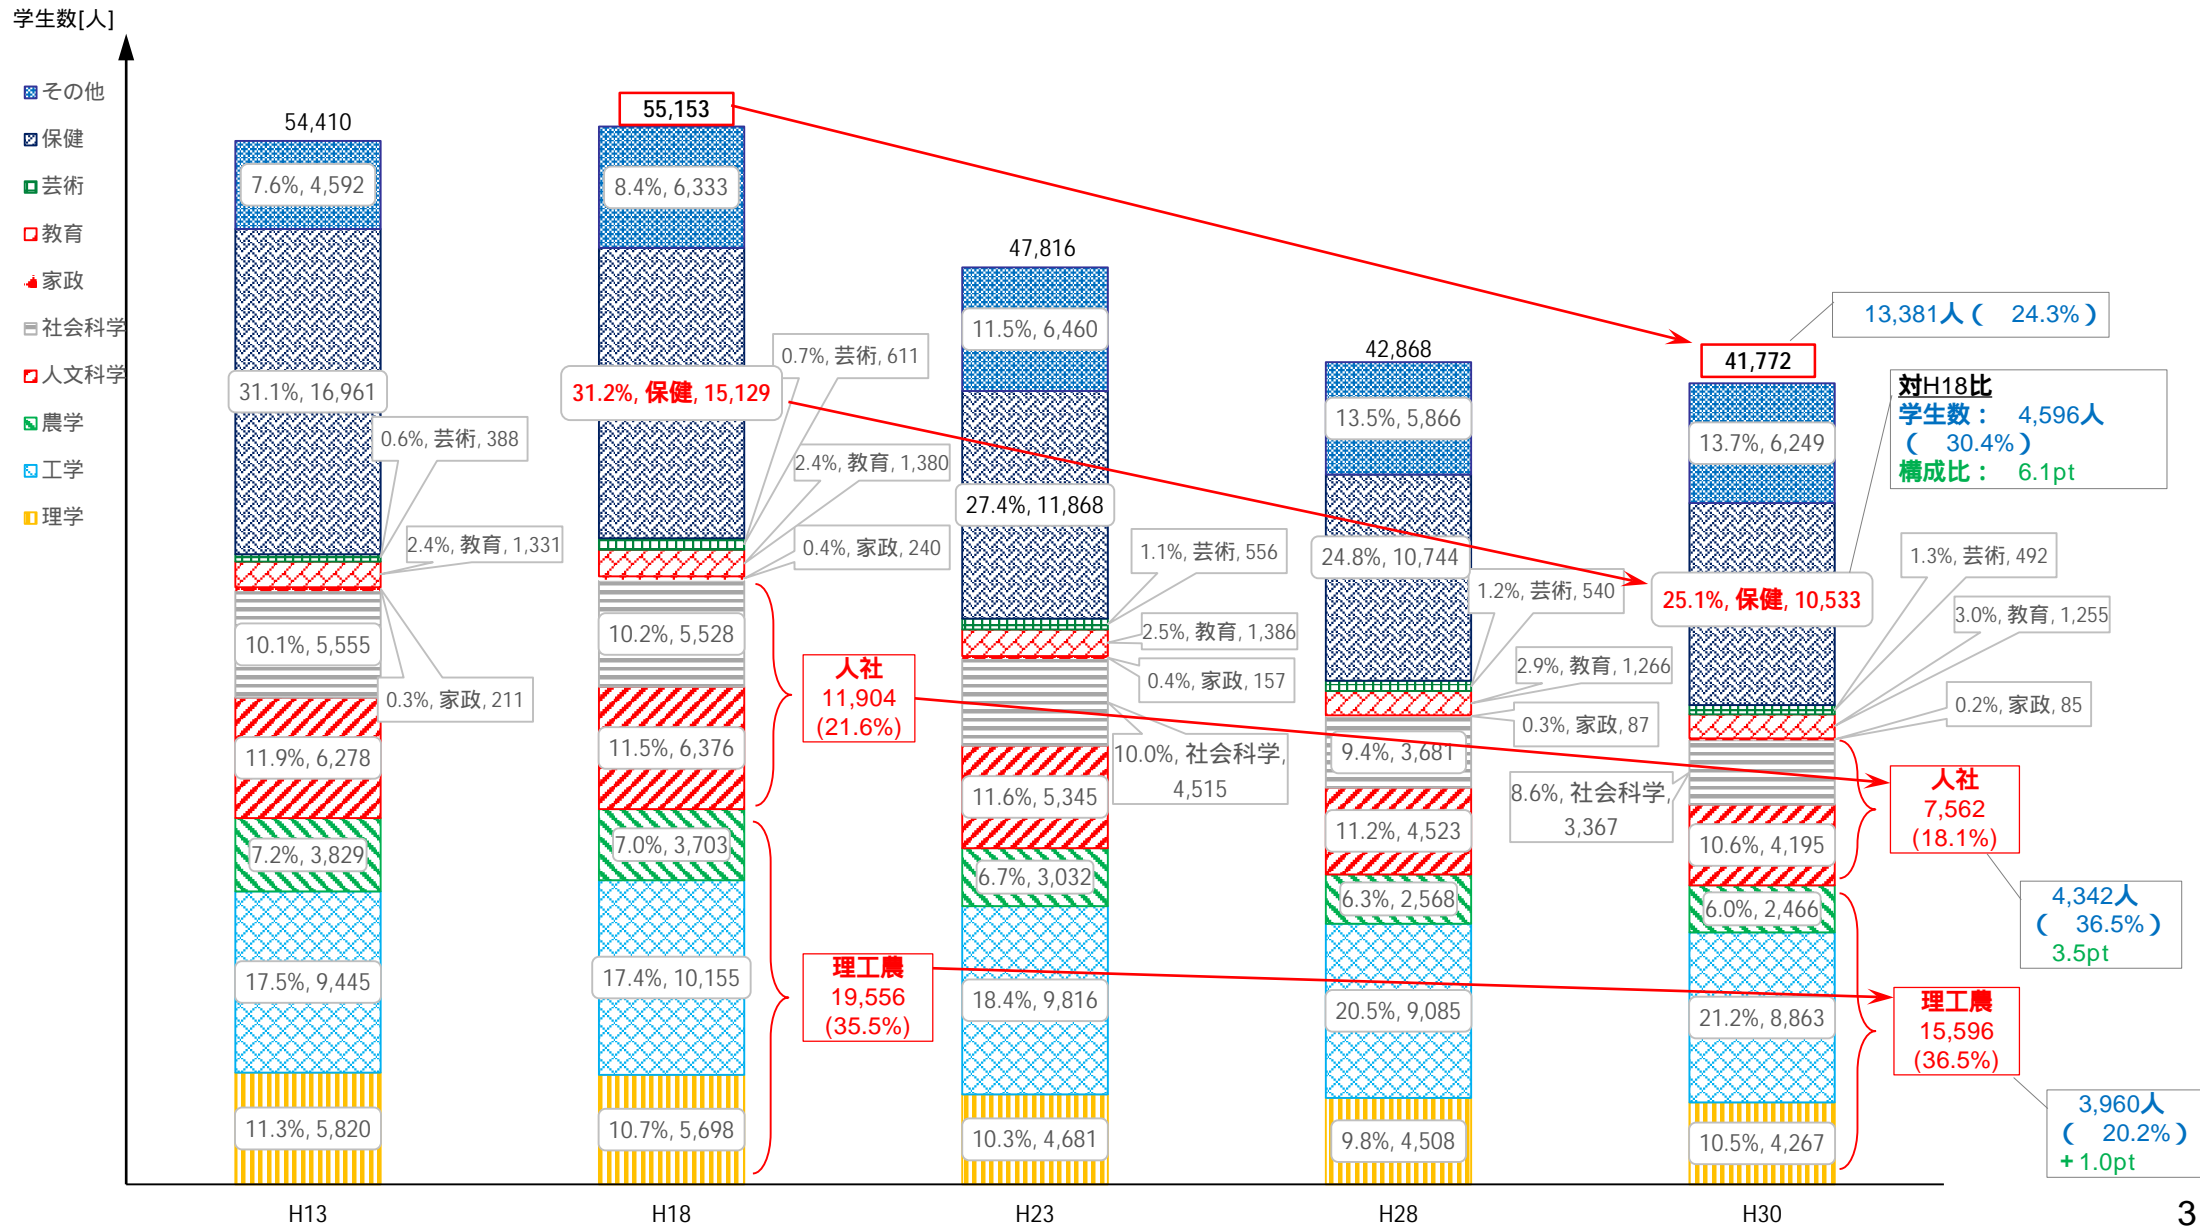 学生数[人]
その他
保健
芸術
教育
家政
社会科学
人文科学
農学
工学
理学
54,410
7.6%, 4,592
31.1%, 16,961
0.6%, 芸術, 388
2.4%, 教育, 1,331
0.3%, 家政, 211
10.1%, 5,555
11.9%, 6,278
7.2%, 3,829
17.5%, 9,445
11.3%, 5,820
H13
55,153
8.4%, 6,333
31.2%, 保健, 15,129
0.7%, 芸術, 611
2.4%, 教育, 1,380
0.4%, 家政, 240
10.2%, 5,528
11.5%, 6,376
7.0%, 3,703
17.4%, 10,155
10.7%, 5,698
H18
人社
11,904
(21.6%)
理工農
19,556
(35.5%)
47,816
11.5%, 6,460
27.4%, 11,868
1.1%, 芸術, 556
2.5%, 教育, 1,386
0.4%, 家政, 157
10.0%, 社会科学,
4,515
11.6%, 5,345
6.7%, 3,032
18.4%, 9,816
10.3%, 4,681
H23
42,868
13.5%, 5,866
24.8%, 10,744
1.2%, 芸術, 540
2.9%, 教育, 1,266
0.3%, 家政, 87
9.4%, 3,681
11.2%, 4,523
6.3%, 2,568
20.5%, 9,085
9.8%, 4,508
H28
41,772
13.7%, 6,249
25.1%, 保健, 10,533
1.3%, 芸術, 492
3.0%, 教育, 1,255
0.2%, 家政, 85
8.6%, 社会科学,
3,367
10.6%, 4,195
6.0%, 2,466
21.2%, 8,863
10.5%, 4,267
H30
13,381人（ 24.3%）
対H18比
学生数： 4,596人
（ 30.4%）
構成比： 6.1pt
人社
7,562
(18.1%)
4,342人
（ 36.5%）
3.5pt
理工農
15,596
(36.5%)
3,960人
（ 20.2%）
+1.0pt
3